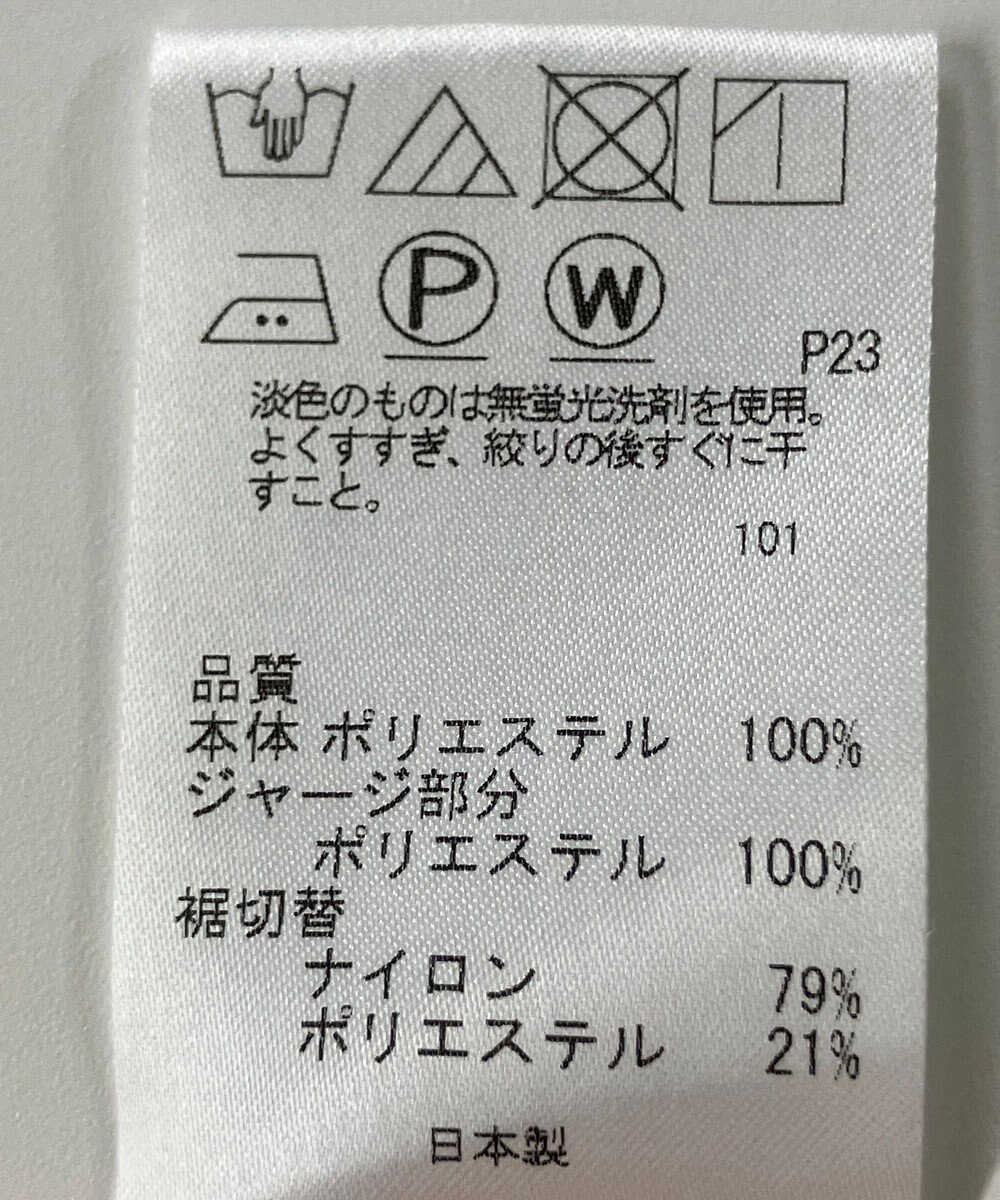 P
W
P23
淡色のものは無蛍光洗剤を使用。
よくすすぎ、絞りの後すぐに干
すこと。
101
品質
本体 ポリエステル 100%
ジャージ部分
ポリエステル 100%
裾切替
ナイロン 79%
ポリエステル 21%
日本製